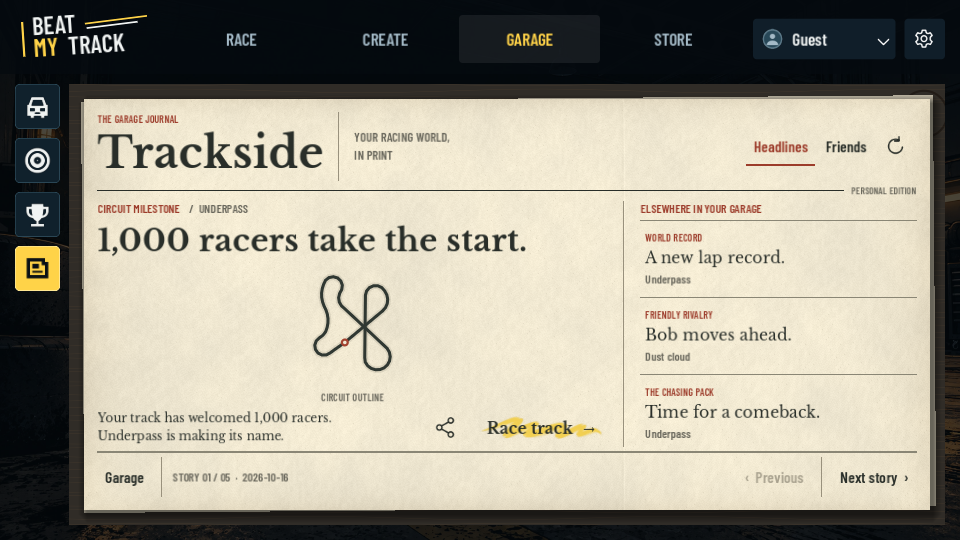 BEAT
MY TRACK
RACE
CREATE
GARAGE
STORE
Guest
THE GARAGE JOURNAL
Trackside
YOUR RACING WORLD,
IN PRINT
Headlines
Friends
PERSONAL EDITION
CIRCUIT MILESTONE / UNDERPASS
1,000 racers take the start.
CIRCUIT OUTLINE
Your track has welcomed 1,000 racers.
Underpass is making its name.
Race track →
ELSEWHERE IN YOUR GARAGE
WORLD RECORD
A new lap record.
Underpass
FRIENDLY RIVALRY
Bob moves ahead.
Dust cloud
THE CHASING PACK
Time for a comeback.
Underpass
Garage
STORY 01 / 05 · 2026-10-16
‹ Previous
Next story ›